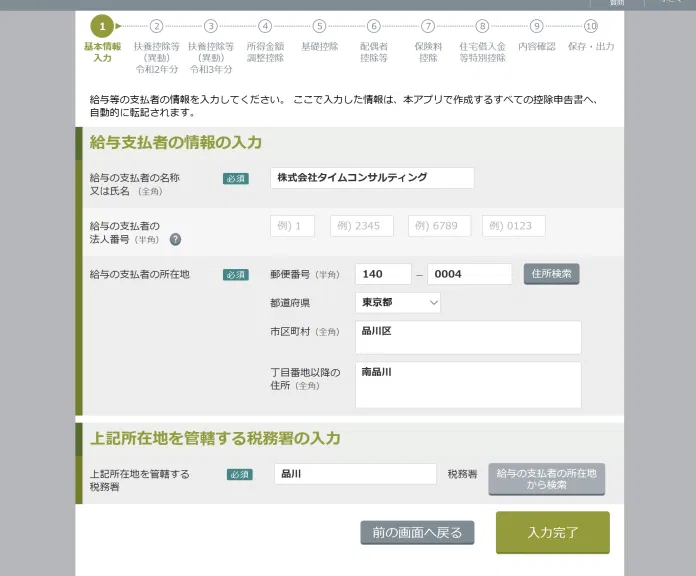 質問
1
2
3
4
5
6
7
8
9
10
基本情報
入力
扶養控除等
(異動)
令和2年分
扶養控除等
(異動)
令和3年分
所得金額
調整控除
基礎控除
配偶者
控除等
保険料
控除
住宅借入金
等特別控除
内容確認
保存・出力
給与等の支払者の情報を入力してください。 ここで入力した情報は、本アプリで作成するすべての控除申告書へ、
自動的に転記されます。
給与支払者の情報の入力
給与の支払者の名称
又は氏名 (全角)
必須
株式会社タイムコンサルティング
給与の支払者の
法人番号 (半角) ?
例) 1 例) 2345 例) 6789 例) 0123
給与の支払者の所在地
必須
郵便番号 (半角) 140 – 0004 住所検索
都道府県 東京都
市区町村 (全角) 品川区
丁目番地以降の
住所 (全角)
南品川
上記所在地を管轄する税務署の入力
上記所在地を管轄する
税務署
必須
品川 税務署
給与の支払者の所在地
から検索
前の画面へ戻る 入力完了